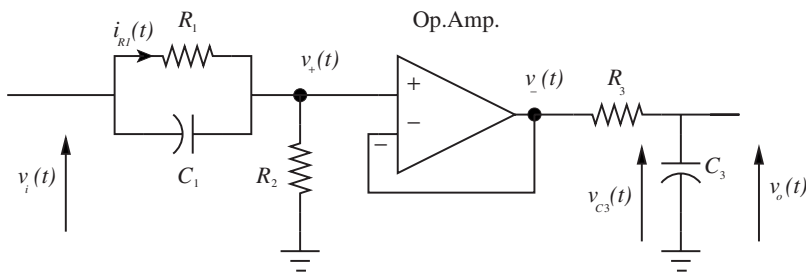 Op.Amp.
i_R1(t)
R_1
v_+(t)
v_-(t)
R_3
+
−
−
C_1
R_2
v_i(t)
v_C3(t)
C_3
v_o(t)